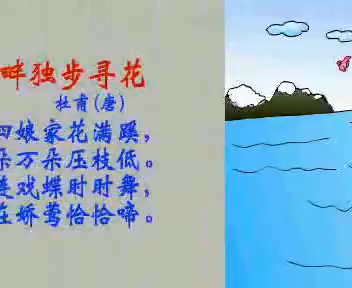 畔独步寻花
杜甫(唐)
四娘家花满蹊，
朵万朵压枝低。
连戏蝶时时舞，
在娇莺恰恰啼。